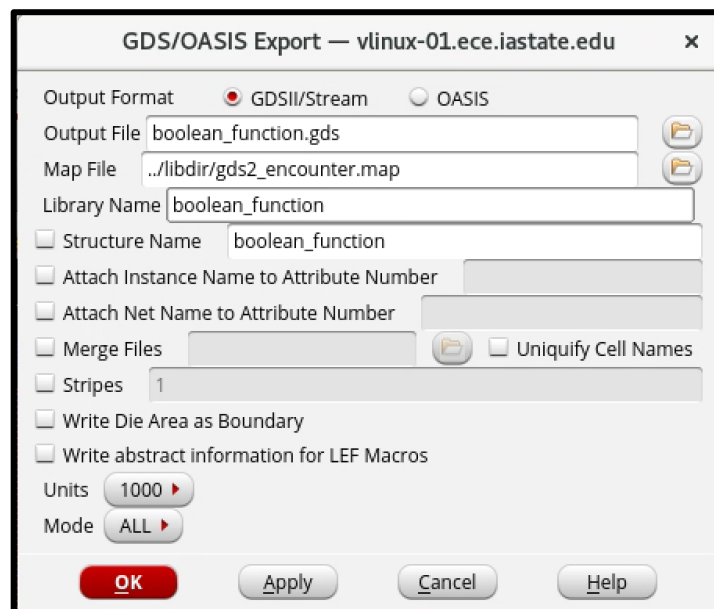 GDS/OASIS Export — vlinux-01.ece.iastate.edu ×
Output Format GDSII/Stream OASIS
Output File boolean_function.gds
Map File ../libdir/gds2_encounter.map
Library Name boolean_function
Structure Name boolean_function
Attach Instance Name to Attribute Number
Attach Net Name to Attribute Number
Merge Files Uniquify Cell Names
Stripes 1
Write Die Area as Boundary
Write abstract information for LEF Macros
Units 1000
Mode ALL
OK Apply Cancel Help